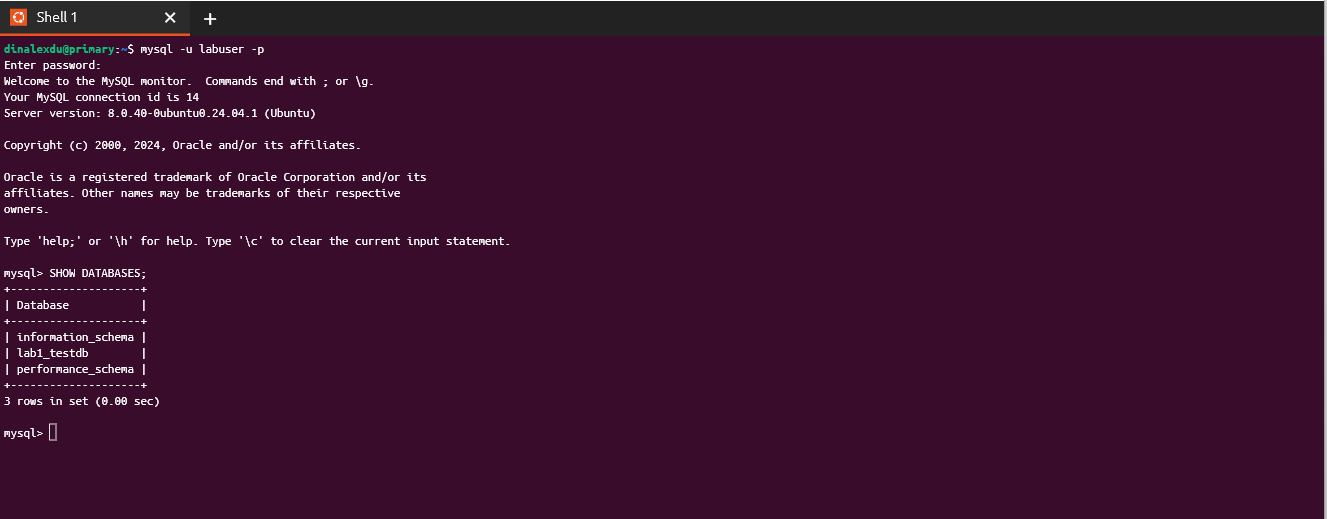 Shell 1
dinalexdu@primary:~$ mysql -u labuser -p
Enter password:
Welcome to the MySQL monitor.  Commands end with ; or \g.
Your MySQL connection id is 14
Server version: 8.0.40-0ubuntu0.24.04.1 (Ubuntu)
Copyright (c) 2000, 2024, Oracle and/or its affiliates.
Oracle is a registered trademark of Oracle Corporation and/or its
affiliates. Other names may be trademarks of their respective
owners.
Type 'help;' or '\h' for help. Type '\c' to clear the current input statement.
mysql> SHOW DATABASES;
+--------------------+
| Database           |
+--------------------+
| information_schema |
| lab1_testdb        |
| performance_schema |
+--------------------+
3 rows in set (0.00 sec)
mysql>